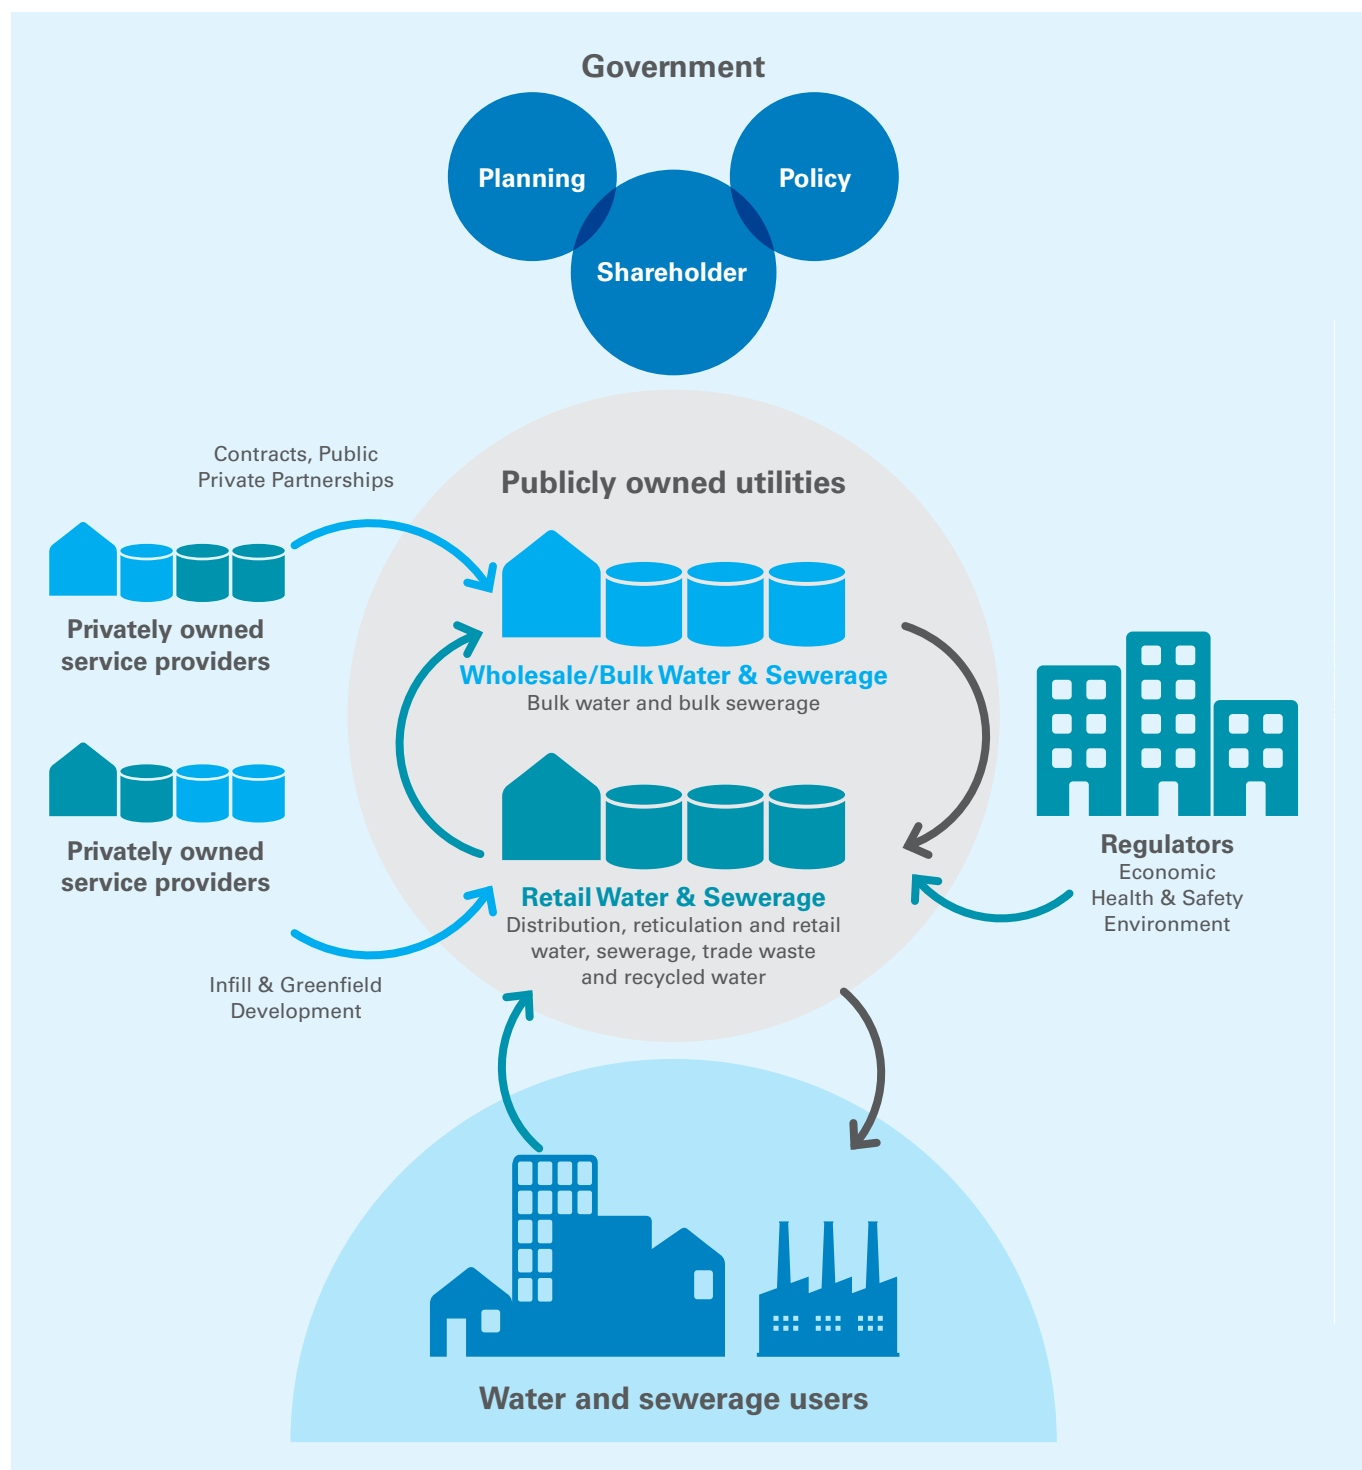 Government
Planning
Policy
Shareholder
Contracts, Public
Private Partnerships
Publicly owned utilities
Privately owned
service providers
Wholesale/Bulk Water & Sewerage
Bulk water and bulk sewerage
Privately owned
service providers
Regulators
Economic
Health & Safety
Environment
Retail Water & Sewerage
Distribution, reticulation and retail
water, sewerage, trade waste
and recycled water
Infill & Greenfield
Development
Water and sewerage users